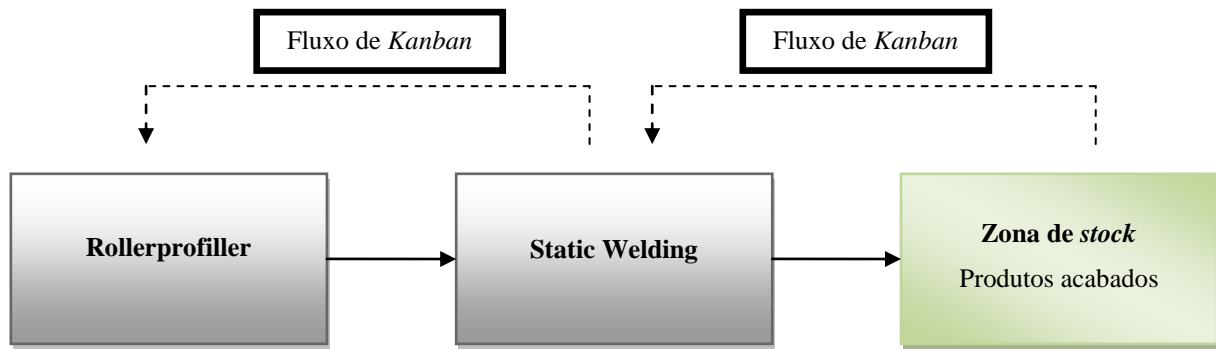 Fluxo de Kanban
Fluxo de Kanban
Rollerprofiller
Static Welding
Zona de stock
Produtos acabados